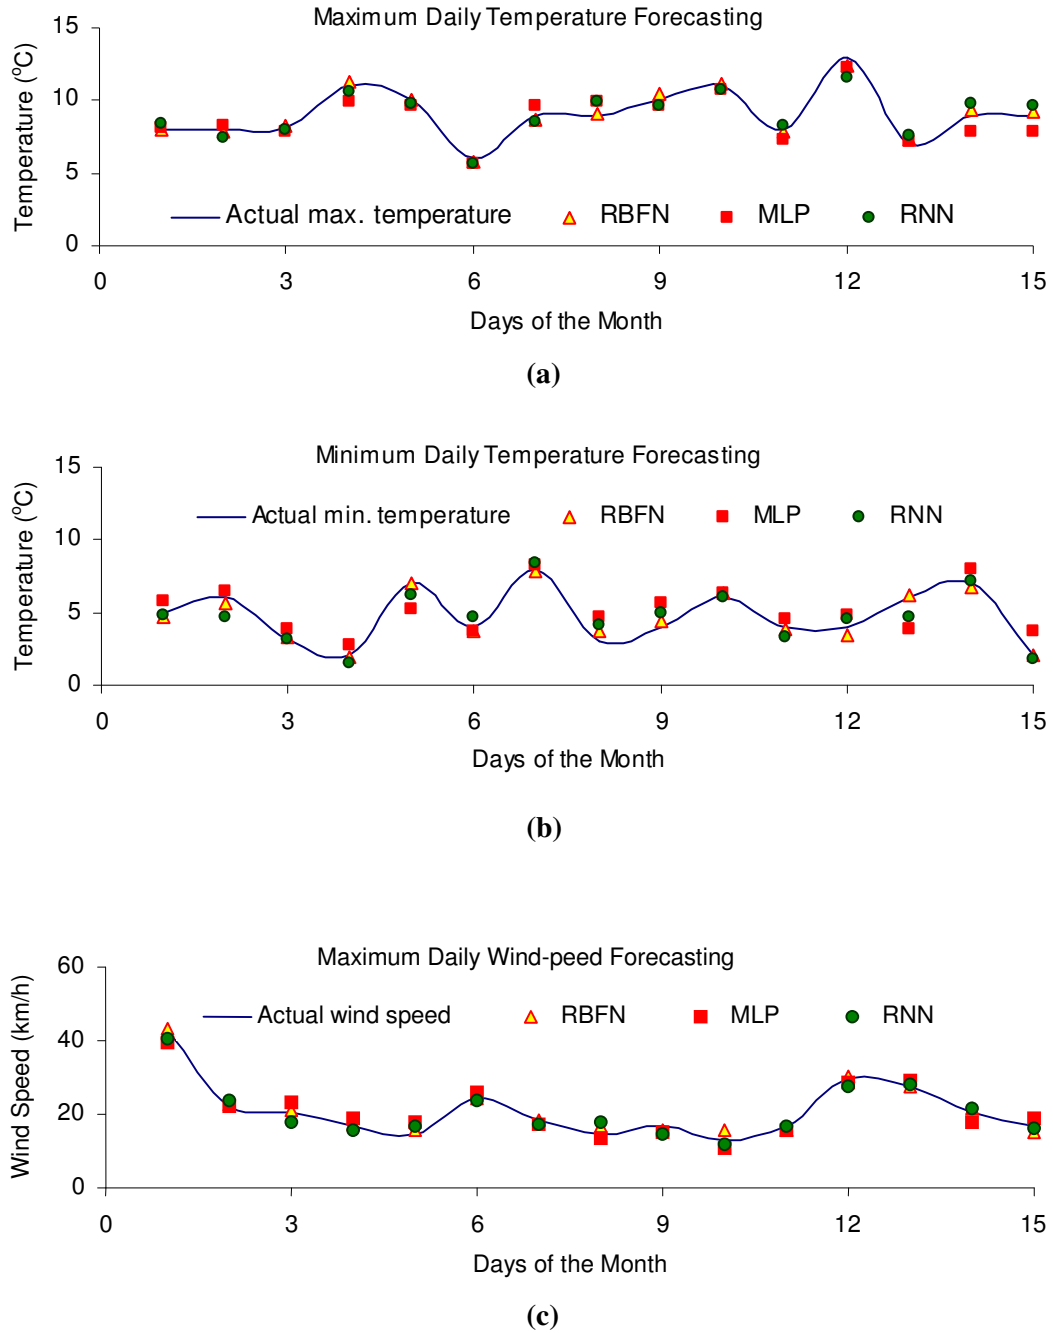 Maximum Daily Temperature Forecasting
Temperature (°C)
15
10
5
0
Actual max. temperature RBFN MLP RNN
0 3 6 9 12 15
Days of the Month
(a)
Minimum Daily Temperature Forecasting
Temperature (°C)
15
10
5
0
Actual min. temperature RBFN MLP RNN
0 3 6 9 12 15
Days of the Month
(b)
Maximum Daily Wind-peed Forecasting
Wind Speed (km/h)
60
40
20
0
Actual wind speed RBFN MLP RNN
0 3 6 9 12 15
Days of the Month
(c)